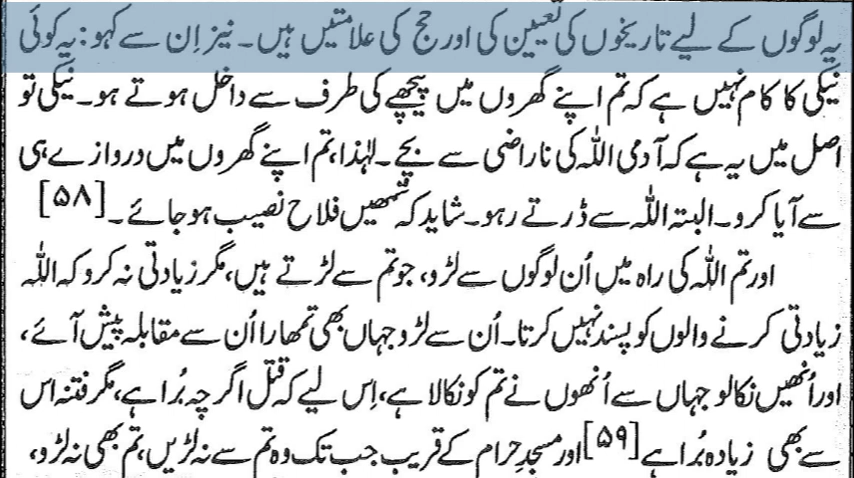 یہ لوگوں کے لیے تاریخوں کی تعیین کی اور حج کی علامتیں ہیں۔ نیز اِن سے کہو: یہ کوئی
نیکی کا کام نہیں ہے کہ تم اپنے گھروں میں پیچھے کی طرف سے داخل ہوتے ہو۔ نیکی تو
اصل میں یہ ہے کہ آدمی اللہ کی ناراضی سے بچے۔ لہٰذا، تم اپنے گھروں میں دروازے ہی
سے آیا کرو۔ البتہ اللہ سے ڈرتے رہو۔ شاید کہ تمھیں فلاح نصیب ہو جائے۔[۵۸]
اور تم اللہ کی راہ میں اُن لوگوں سے لڑو، جو تم سے لڑتے ہیں، مگر زیادتی نہ کرو کہ اللہ
زیادتی کرنے والوں کو پسند نہیں کرتا۔ اُن سے لڑو جہاں بھی تمھارا اُن سے مقابلہ پیش آئے،
اور اُنھیں نکالو جہاں سے اُنھوں نے تم کو نکالا ہے، اِس لیے کہ قتل اگرچہ بُرا ہے، مگر فتنہ اس
سے بھی زیادہ بُرا ہے[۵۹] اور مسجدِ حرام کے قریب جب تک وہ تم سے نہ لڑیں، تم بھی نہ لڑو،